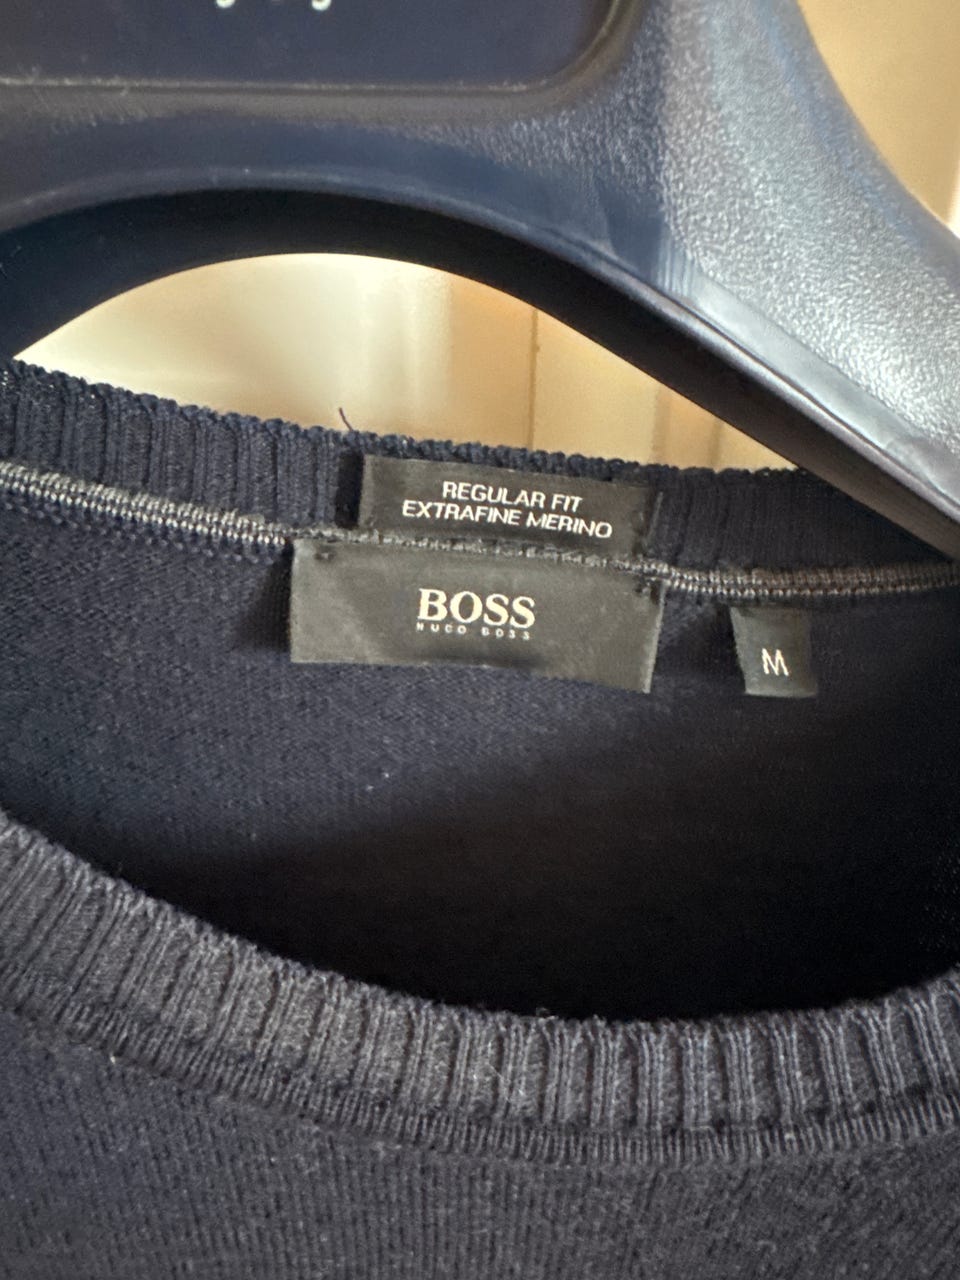 REGULAR FIT
EXTRAFINE MERINO
BOSS
HUGO BOSS
M